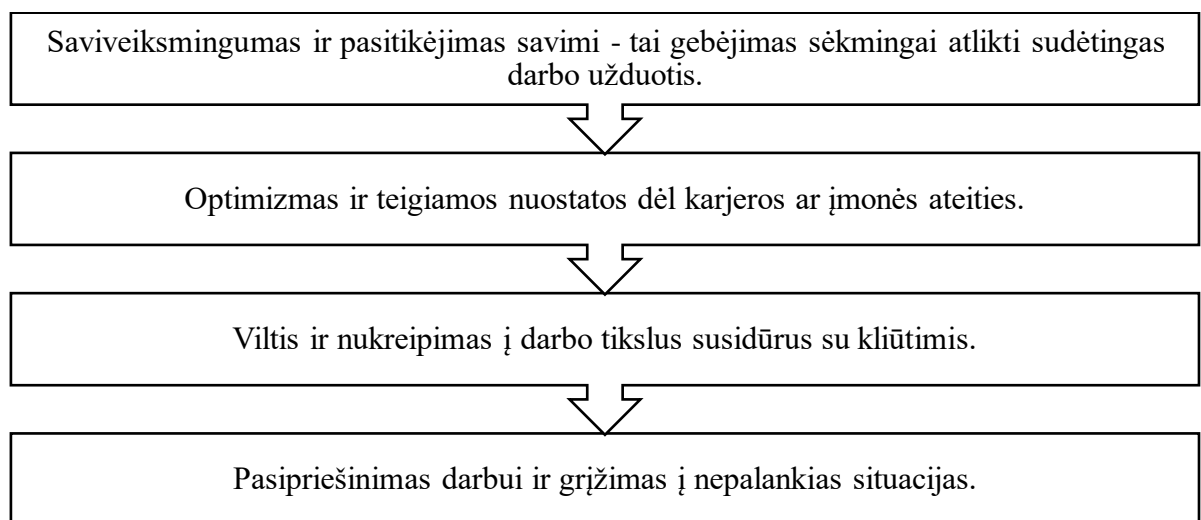 Saviveiksmingumas ir pasitikėjimas savimi - tai gebėjimas sėkmingai atlikti sudėtingas
darbo užduotis.
Optimizmas ir teigiamos nuostatos dėl karjeros ar įmonės ateities.
Viltis ir nukreipimas į darbo tikslus susidūrus su kliūtimis.
Pasipriešinimas darbui ir grįžimas į nepalankias situacijas.